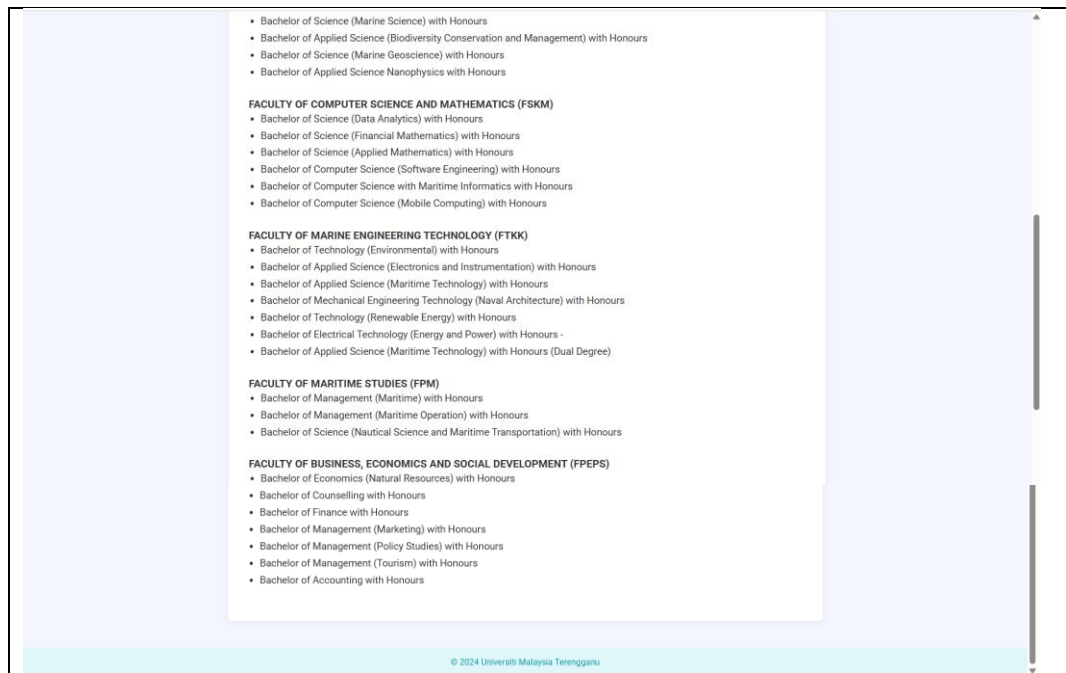 • Bachelor of Science (Marine Science) with Honours
• Bachelor of Applied Science (Biodiversity Conservation and Management) with Honours
• Bachelor of Science (Marine Geoscience) with Honours
• Bachelor of Applied Science Nanophysics with Honours
FACULTY OF COMPUTER SCIENCE AND MATHEMATICS (FSKM)
• Bachelor of Science (Data Analytics) with Honours
• Bachelor of Science (Financial Mathematics) with Honours
• Bachelor of Science (Applied Mathematics) with Honours
• Bachelor of Computer Science (Software Engineering) with Honours
• Bachelor of Computer Science with Maritime Informatics with Honours
• Bachelor of Computer Science (Mobile Computing) with Honours
FACULTY OF MARINE ENGINEERING TECHNOLOGY (FTKK)
• Bachelor of Technology (Environmental) with Honours
• Bachelor of Applied Science (Electronics and Instrumentation) with Honours
• Bachelor of Applied Science (Maritime Technology) with Honours
• Bachelor of Mechanical Engineering Technology (Naval Architecture) with Honours
• Bachelor of Technology (Renewable Energy) with Honours
• Bachelor of Electrical Technology (Energy and Power) with Honours -
• Bachelor of Applied Science (Maritime Technology) with Honours (Dual Degree)
FACULTY OF MARITIME STUDIES (FPM)
• Bachelor of Management (Maritime) with Honours
• Bachelor of Management (Maritime Operation) with Honours
• Bachelor of Science (Nautical Science and Maritime Transportation) with Honours
FACULTY OF BUSINESS, ECONOMICS AND SOCIAL DEVELOPMENT (FPEPS)
• Bachelor of Economics (Natural Resources) with Honours
• Bachelor of Counselling with Honours
• Bachelor of Finance with Honours
• Bachelor of Management (Marketing) with Honours
• Bachelor of Management (Policy Studies) with Honours
• Bachelor of Management (Tourism) with Honours
• Bachelor of Accounting with Honours
© 2024 Universiti Malaysia Terengganu